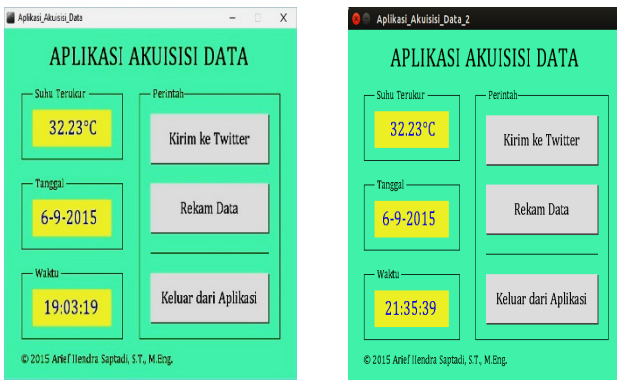 Aplikasi_Akuisisi_Data
APLIKASI AKUISISI DATA
Suhu Terukur
32.23°C
Tanggal
6-9-2015
Waktu
19:03:19
Perintah
Kirim ke Twitter
Rekam Data
Keluar dari Aplikasi
© 2015 Arief Hendra Saptadi, S.T., M.Eng.
Aplikasi_Akuisisi_Data_2
APLIKASI AKUISISI DATA
Suhu Terukur
32.23°C
Tanggal
6-9-2015
Waktu
21:35:39
Perintah
Kirim ke Twitter
Rekam Data
Keluar dari Aplikasi
© 2015 Arief Hendra Saptadi, S.T., M.Eng.